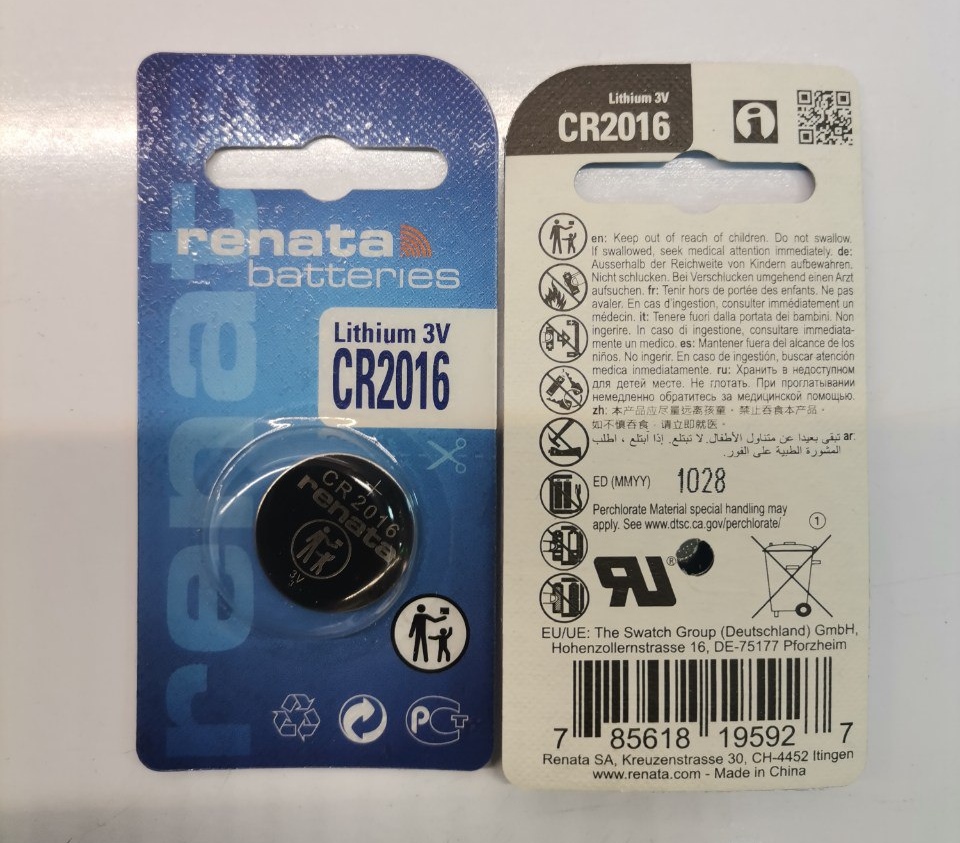 renata
renata
batteries
Lithium 3V
CR2016
CR 2016
renata
3V
PCT
Lithium 3V
CR2016
en: Keep out of reach of children. Do not swallow.
If swallowed, seek medical attention immediately. de:
Ausserhalb der Reichweite von Kindern aufbewahren.
Nicht schlucken. Bei Verschlucken umgehend einen Arzt
aufsuchen. fr: Tenir hors de portée des enfants. Ne pas
avaler. En cas d'ingestion, consulter immédiatement un
médecin. it: Tenere fuori dalla portata dei bambini. Non
ingerire. In caso di ingestione, consultare immediata-
mente un medico. es: Mantener fuera del alcance de los
niños. No ingerir. En caso de ingestión, buscar atención
medica inmediatamente. ru: Хранить в недоступном
для детей месте. Не глотать. При проглатывании
немедленно обратитесь за медицинской помощью.
zh: 本产品应尽量远离孩童。禁止吞食本产品。
如不慎吞食，请立即就医。
ar: تبقى بعيدا عن متناول الأطفال. لا تبتلع. إذا أبتلع ، اطلب
المشورة الطبية على الفور.
ED (MMYY) 1028
Perchlorate Material special handling may
apply. See www.dtsc.ca.gov/perchlorate/
1
RU®
EU/UE: The Swatch Group (Deutschland) GmbH,
Hohenzollernstrasse 16, DE-75177 Pforzheim
7 85618 19592 7
Renata SA, Kreuzenstrasse 30, CH-4452 Itingen
www.renata.com - Made in China